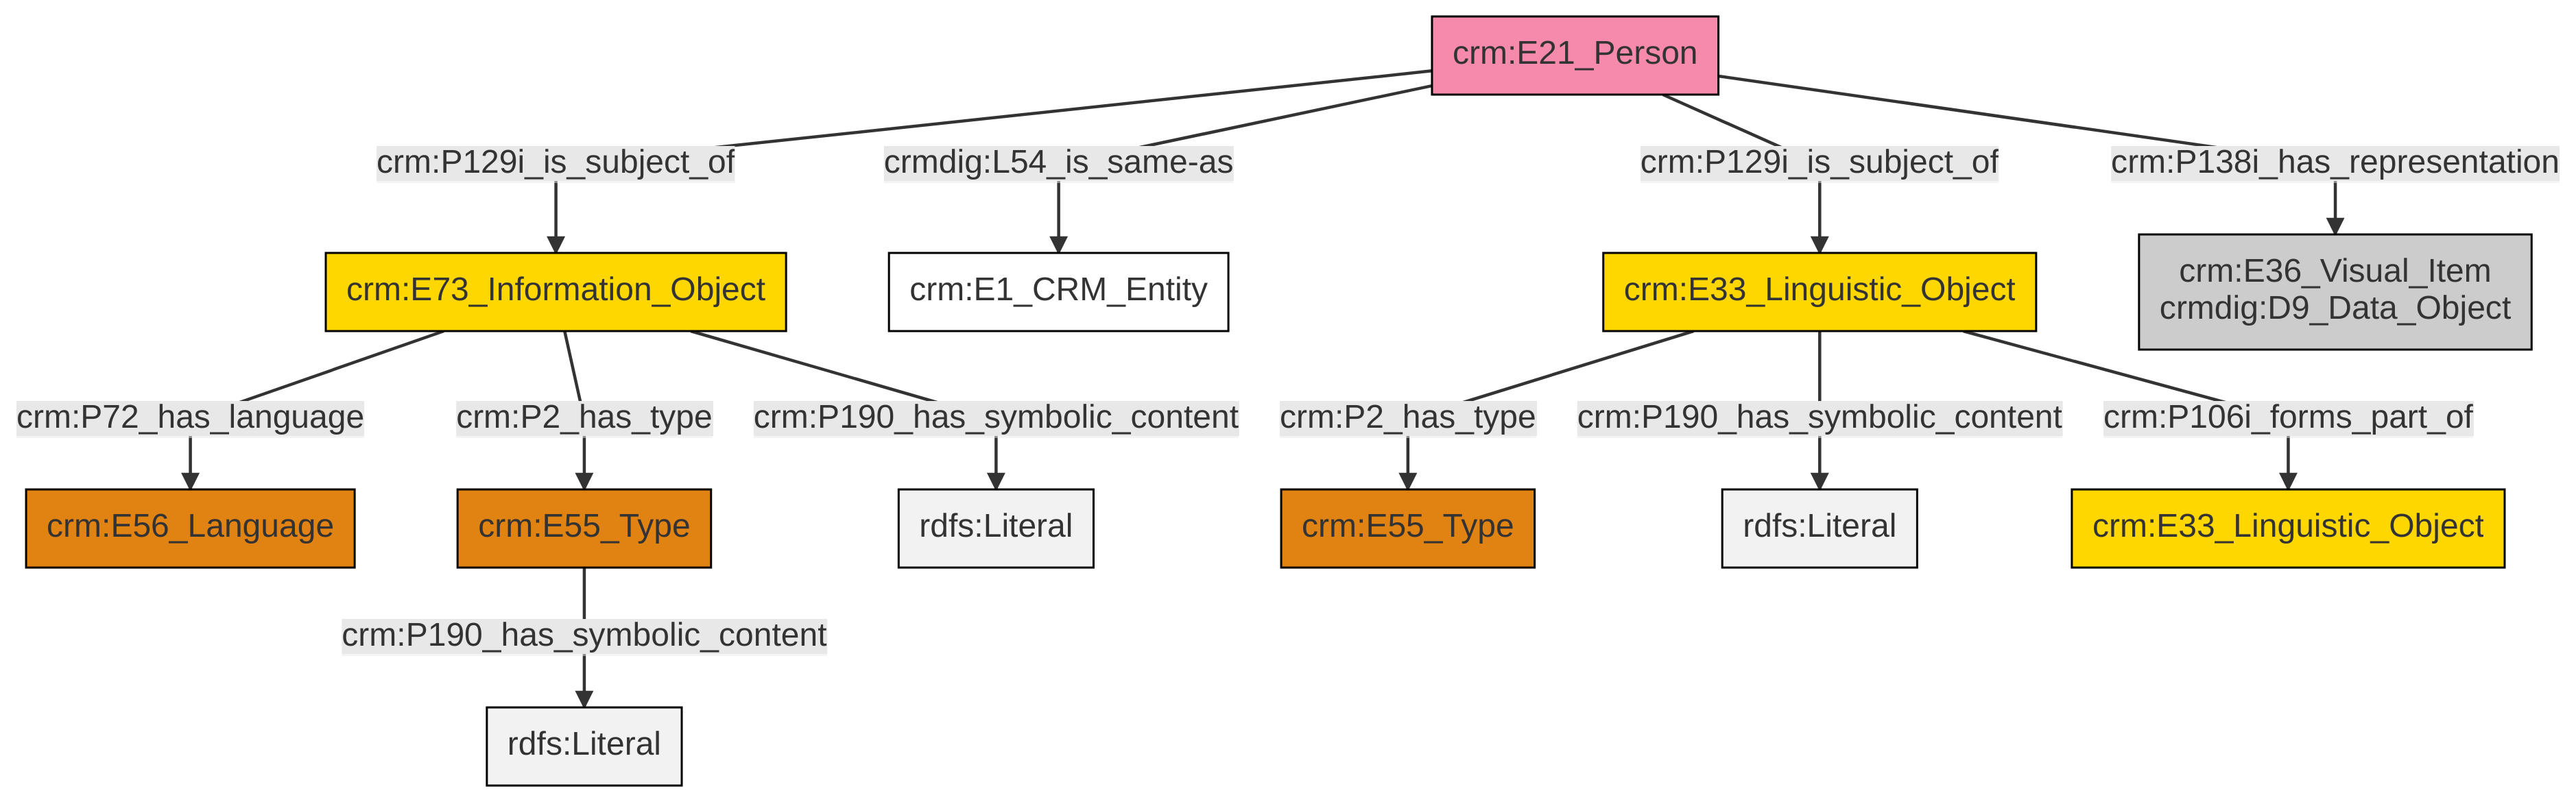 crm:E21_Person
crm:P129i_is_subject_of
crmdig:L54_is_same-as
crm:P129i_is_subject_of
crm:P138i_has_representation
crm:E73_Information_Object
crm:E1_CRM_Entity
crm:E33_Linguistic_Object
crm:E36_Visual_Item
crmdig:D9_Data_Object
crm:P72_has_language
crm:P2_has_type
crm:P190_has_symbolic_content
crm:P2_has_type
crm:P190_has_symbolic_content
crm:P106i_forms_part_of
crm:E56_Language
crm:E55_Type
rdfs:Literal
crm:E55_Type
rdfs:Literal
crm:E33_Linguistic_Object
crm:P190_has_symbolic_content
rdfs:Literal